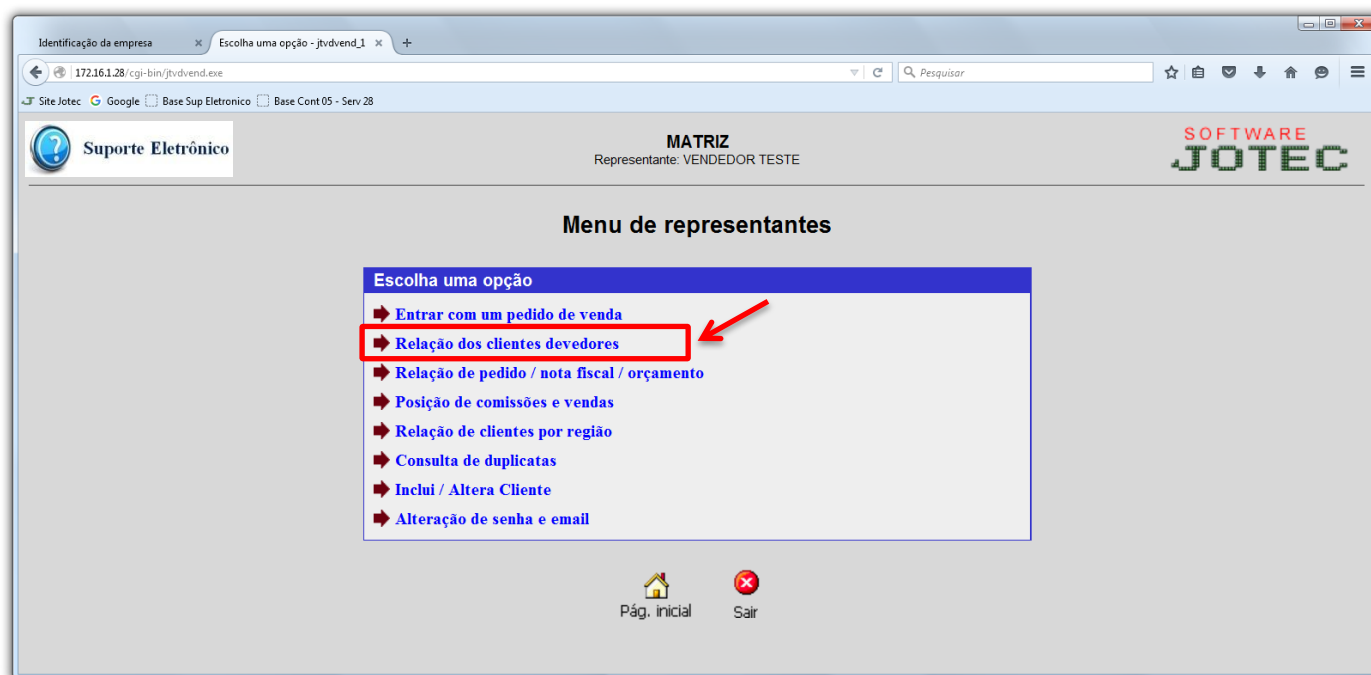 Identificação da empresa
Escolha uma opção - jtvdvend_1
172.16.1.28/cgi-bin/jtvdvend.exe
Pesquisar
Site Jotec Google Base Sup Eletronico Base Cont 05 - Serv 28
Suporte Eletrônico
MATRIZ
Representante: VENDEDOR TESTE
SOFTWARE
JOTEC
Menu de representantes
Escolha uma opção
Entrar com um pedido de venda
Relação dos clientes devedores
Relação de pedido / nota fiscal / orçamento
Posição de comissões e vendas
Relação de clientes por região
Consulta de duplicatas
Inclui / Altera Cliente
Alteração de senha e email
Pág. inicial
Sair